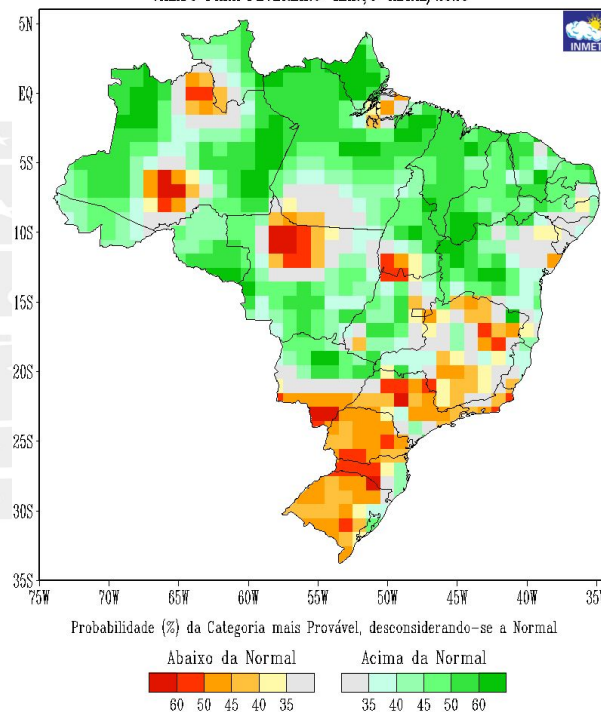 INMET
5N
EQ
5S
10S
15S
20S
25S
30S
35S
75W 70W 65W 60W 55W 50W 45W 40W 35W
Probabilidade (%) da Categoria mais Provável, desconsiderando-se a Normal
Abaixo da Normal Acima da Normal
60 50 45 40 35 35 40 45 50 60